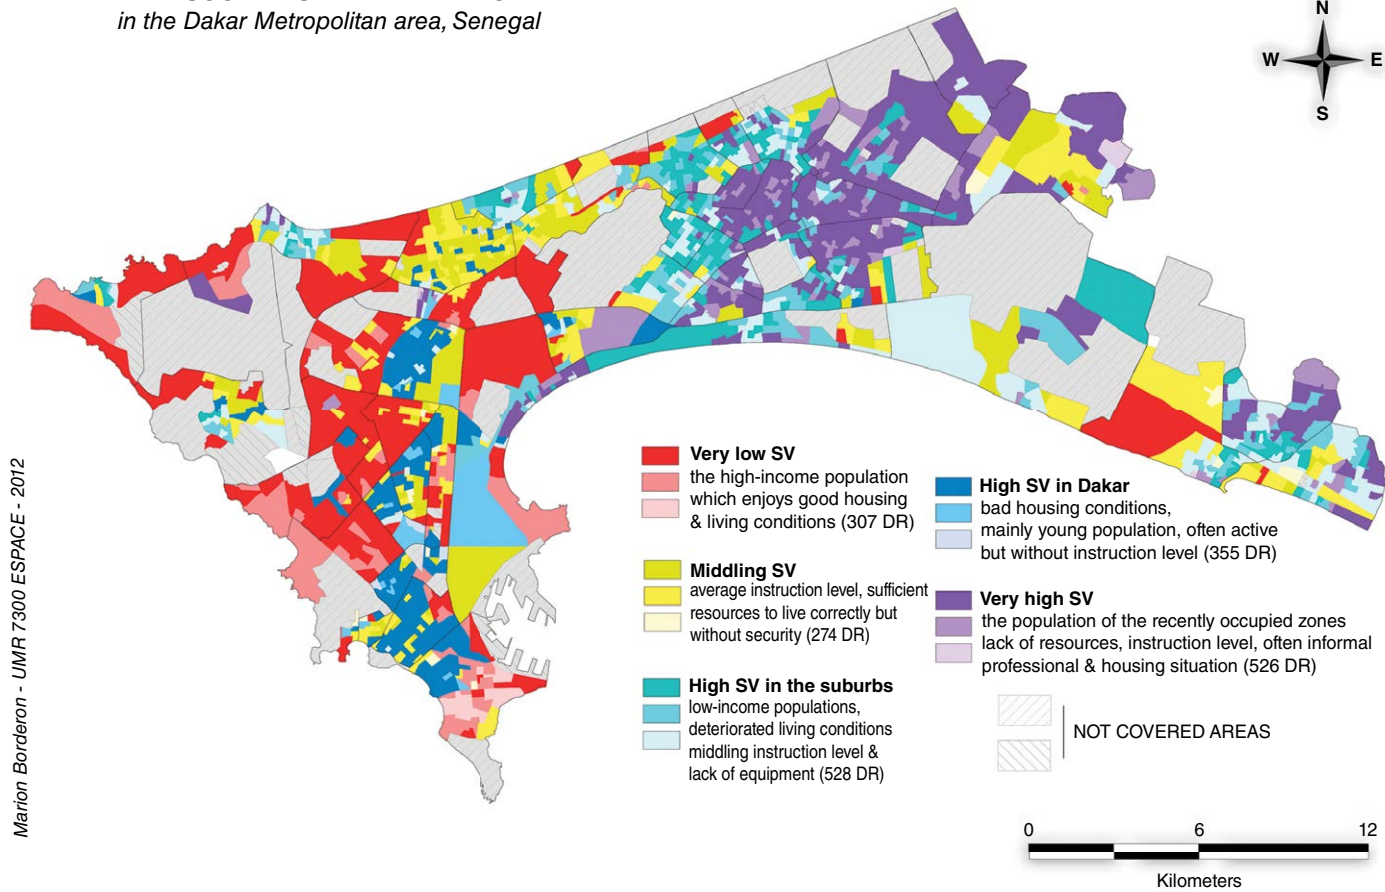 in the Dakar Metropolitan area, Senegal
N
W E
S
Very low SV
the high-income population
which enjoys good housing
& living conditions (307 DR)
Middling SV
average instruction level, sufficient
resources to live correctly but
without security (274 DR)
High SV in the suburbs
low-income populations,
deteriorated living conditions
middling instruction level &
lack of equipment (528 DR)
High SV in Dakar
bad housing conditions,
mainly young population, often active
but without instruction level (355 DR)
Very high SV
the population of the recently occupied zones
lack of resources, instruction level, often informal
professional & housing situation (526 DR)
NOT COVERED AREAS
0 6 12
Kilometers
Marion Borderon - UMR 7300 ESPACE - 2012